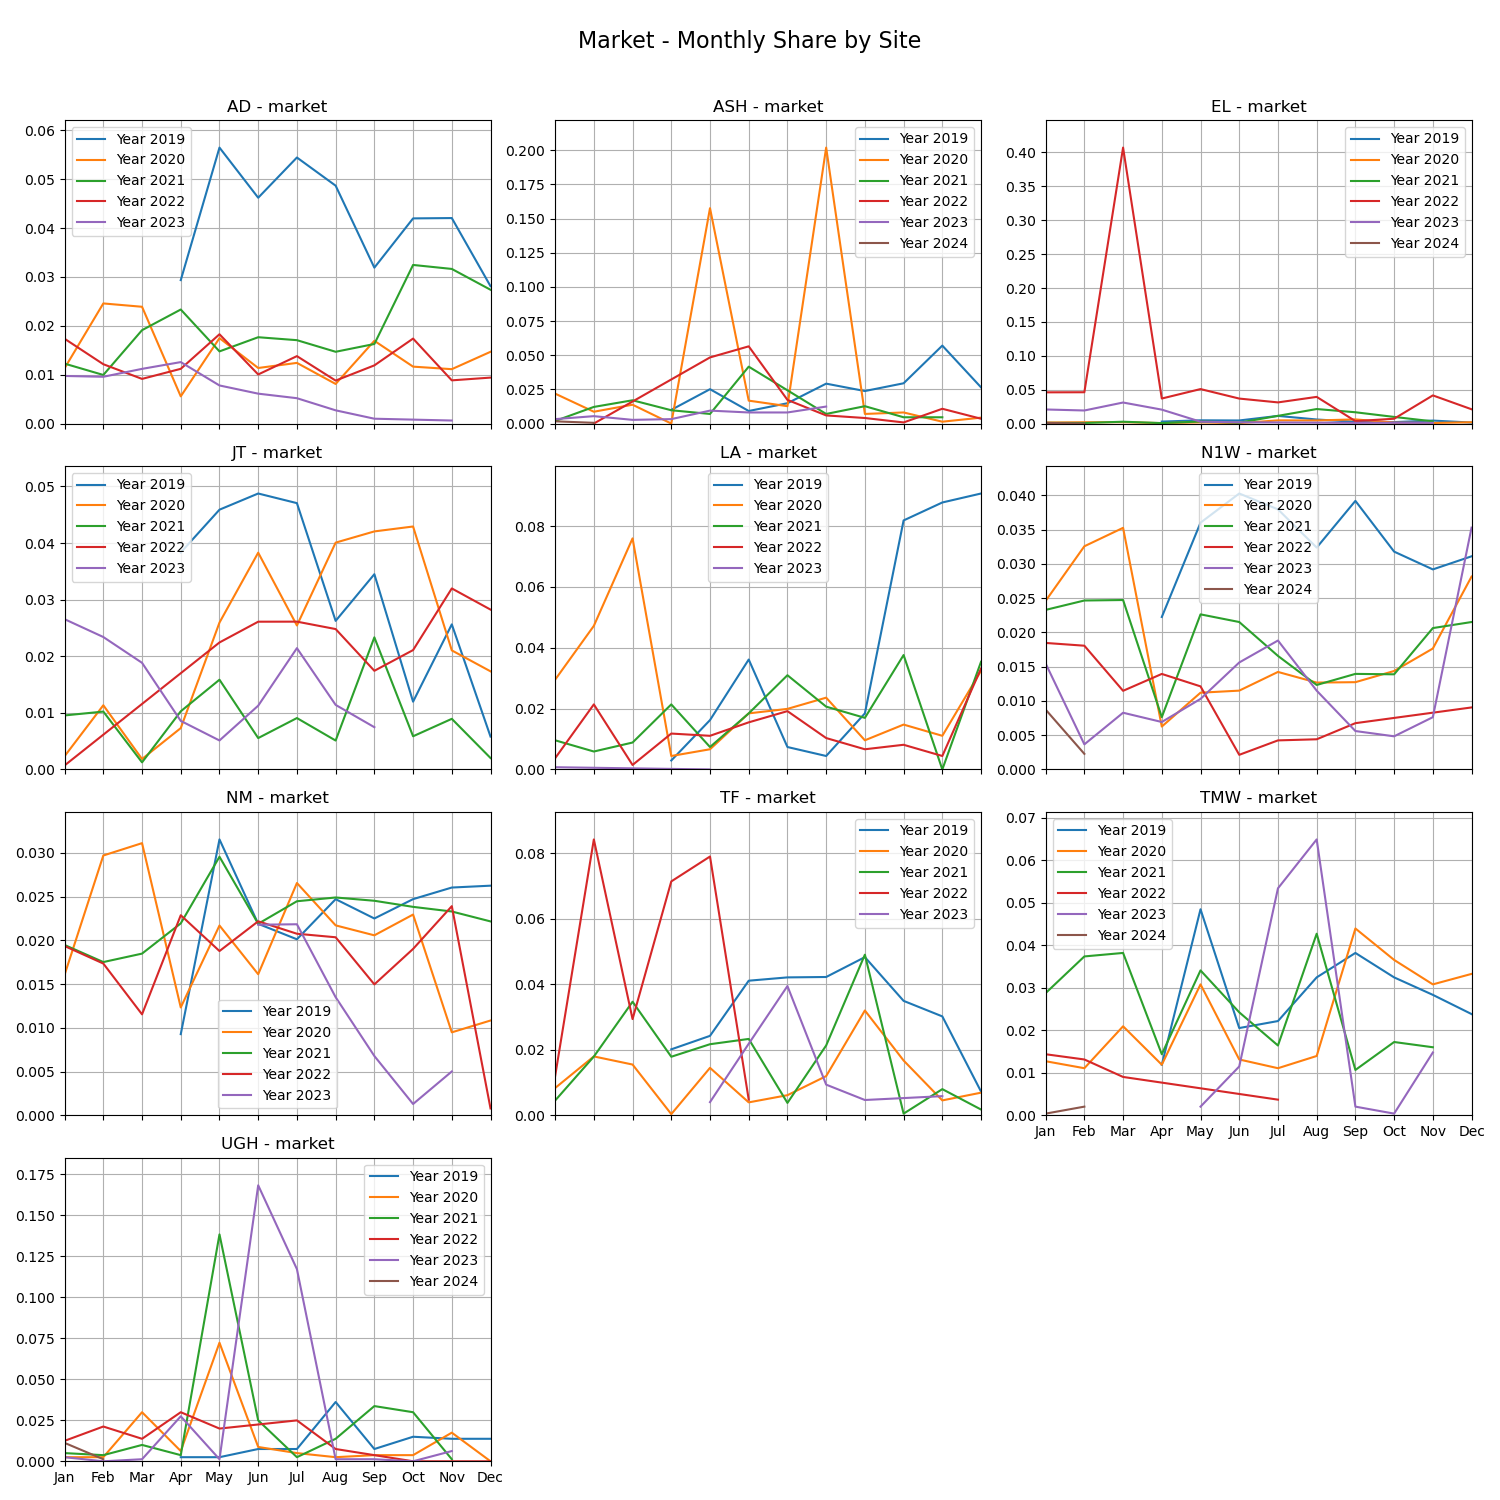 Market - Monthly Share by Site
AD - market
0.06
0.05
0.04
0.03
0.02
0.01
0.00
Year 2019
Year 2020
Year 2021
Year 2022
Year 2023
ASH - market
0.200
0.175
0.150
0.125
0.100
0.075
0.050
0.025
0.000
Year 2019
Year 2020
Year 2021
Year 2022
Year 2023
Year 2024
EL - market
0.40
0.35
0.30
0.25
0.20
0.15
0.10
0.05
0.00
Year 2019
Year 2020
Year 2021
Year 2022
Year 2023
Year 2024
JT - market
0.05
0.04
0.03
0.02
0.01
0.00
Year 2019
Year 2020
Year 2021
Year 2022
Year 2023
LA - market
0.08
0.06
0.04
0.02
0.00
Year 2019
Year 2020
Year 2021
Year 2022
Year 2023
N1W - market
0.040
0.035
0.030
0.025
0.020
0.015
0.010
0.005
0.000
Year 2019
Year 2020
Year 2021
Year 2022
Year 2023
Year 2024
NM - market
0.030
0.025
0.020
0.015
0.010
0.005
0.000
Year 2019
Year 2020
Year 2021
Year 2022
Year 2023
TF - market
0.08
0.06
0.04
0.02
0.00
Year 2019
Year 2020
Year 2021
Year 2022
Year 2023
TMW - market
0.07
0.06
0.05
0.04
0.03
0.02
0.01
0.00
Year 2019
Year 2020
Year 2021
Year 2022
Year 2023
Year 2024
Jan Feb Mar Apr May Jun Jul Aug Sep Oct Nov Dec
UGH - market
0.175
0.150
0.125
0.100
0.075
0.050
0.025
0.000
Year 2019
Year 2020
Year 2021
Year 2022
Year 2023
Year 2024
Jan Feb Mar Apr May Jun Jul Aug Sep Oct Nov Dec